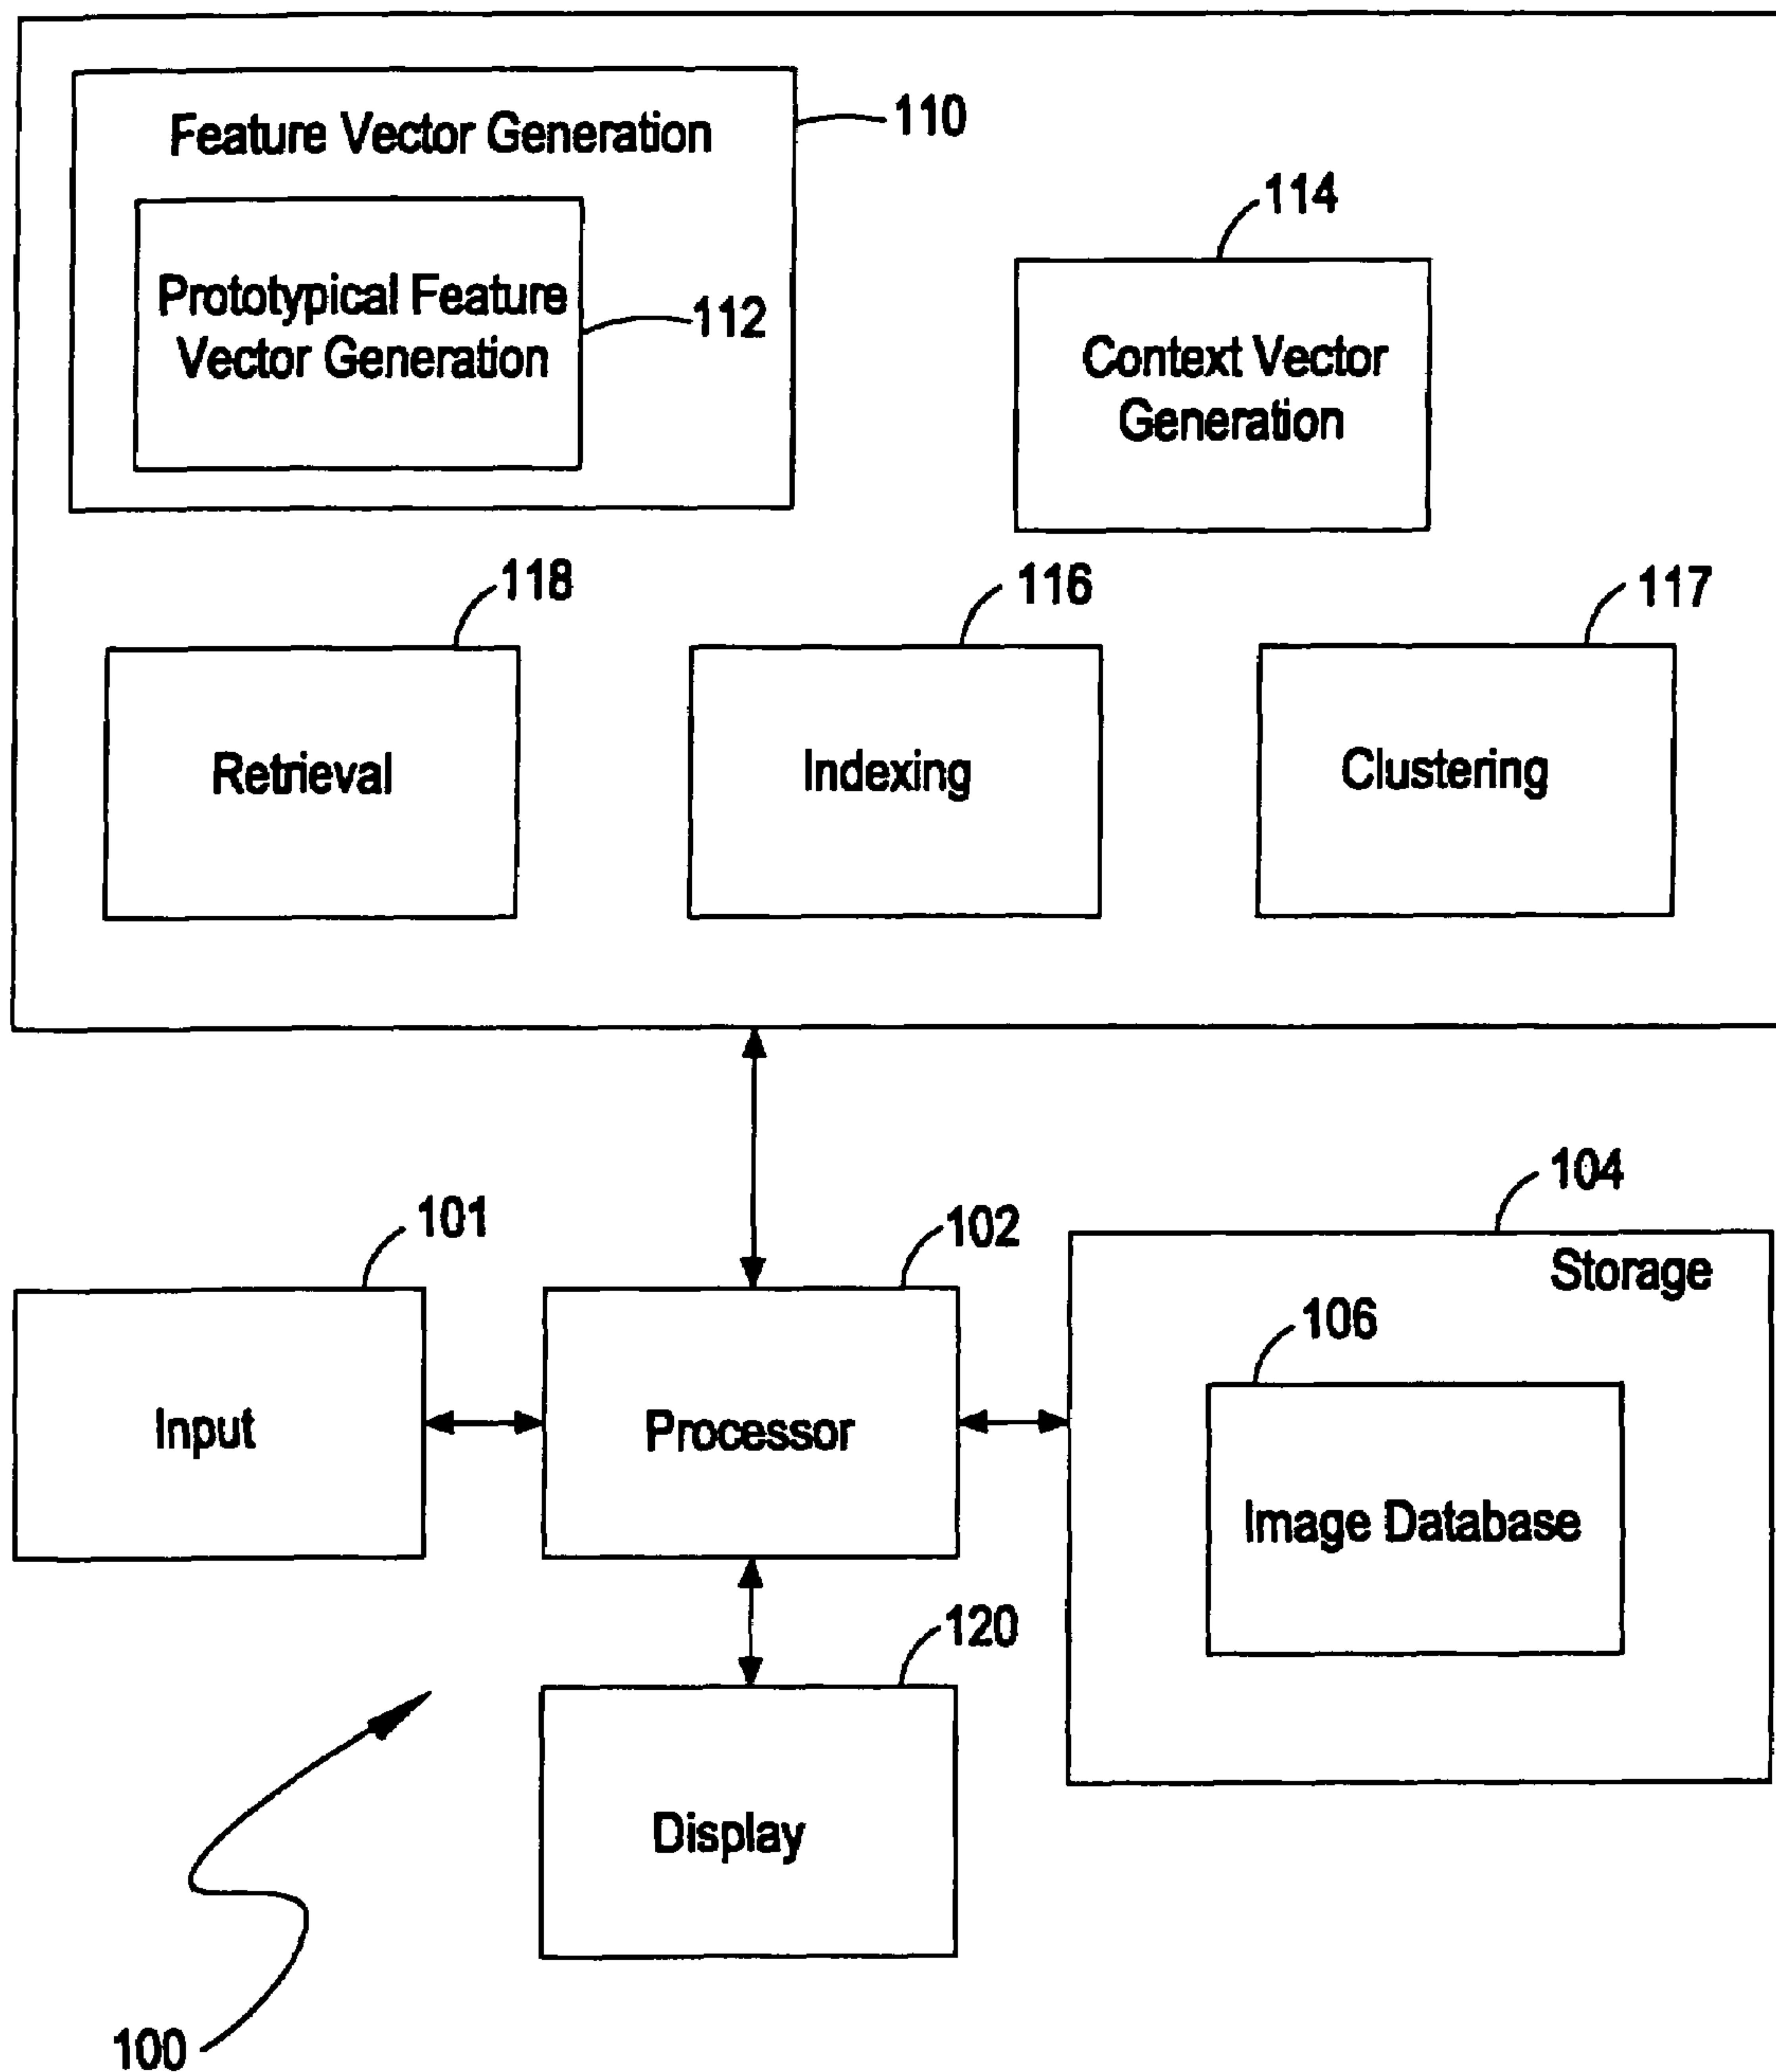 Feature Vector Generation
110
Prototypical Feature
Vector Generation
112
114
Context Vector
Generation
118
116
117
Retrieval
Indexing
Clustering
104
101
102
Storage
106
Input
Processor
Image Database
120
Display
100